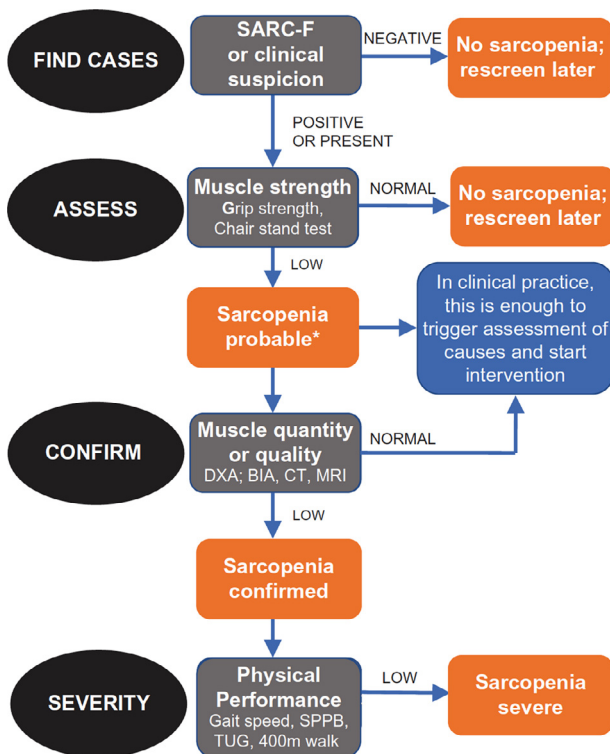 FIND CASES
SARC-F
or clinical
suspicion
NEGATIVE
No sarcopenia;
rescreen later
POSITIVE
OR PRESENT
ASSESS
Muscle strength
Grip strength,
Chair stand test
NORMAL
No sarcopenia;
rescreen later
LOW
Sarcopenia
probable*
In clinical practice,
this is enough to
trigger assessment of
causes and start
intervention
CONFIRM
Muscle quantity
or quality
DXA; BIA, CT, MRI
NORMAL
LOW
Sarcopenia
confirmed
SEVERITY
Physical
Performance
Gait speed, SPPB,
TUG, 400m walk
LOW
Sarcopenia
severe